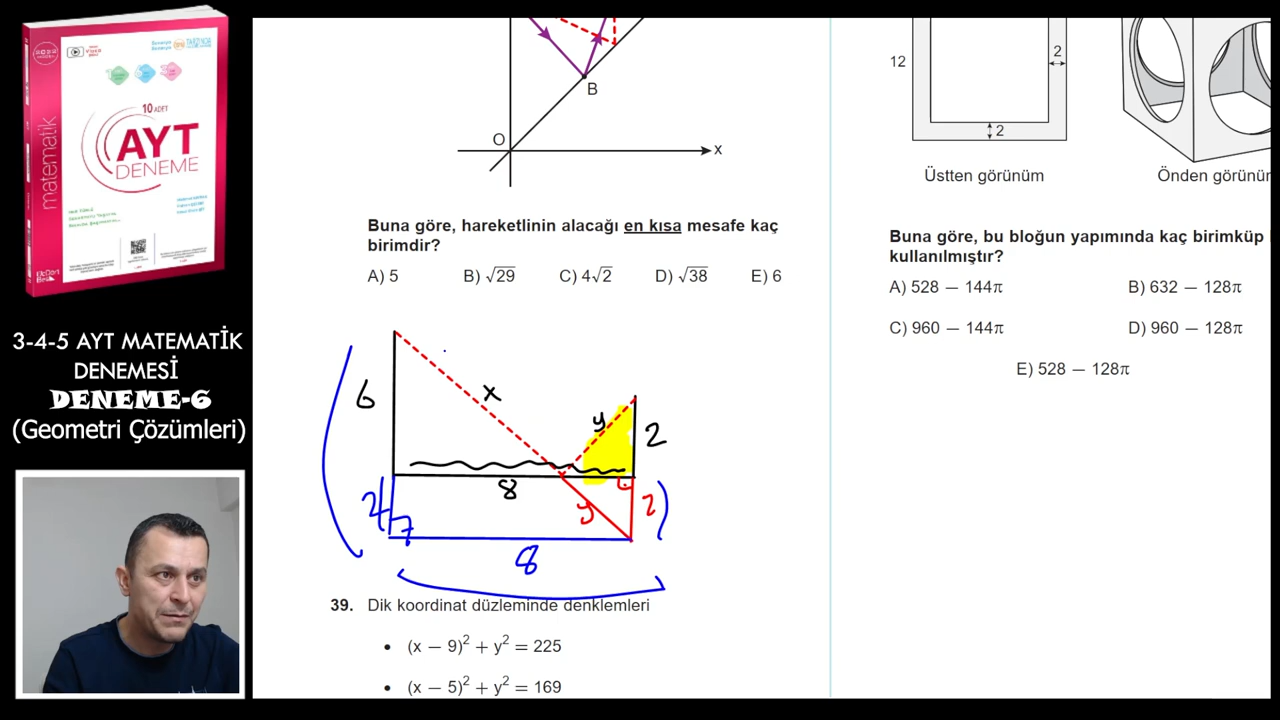 2022
matematik
10 ADET
AYT
DENEME
3-4-5 AYT MATEMATİK
DENEMESİ
DENEME-6
(Geometri Çözümleri)
B
O
x
Buna göre, hareketlinin alacağı en kısa mesafe kaç
birimdir?
A) 5 B) √29 C) 4√2 D) √38 E) 6
6
x
y
2
8
2
y
2
8
39. Dik koordinat düzleminde denklemleri
• (x − 9)² + y² = 225
• (x − 5)² + y² = 169
12
2
2
Üstten görünüm
Önden görünüm
Buna göre, bu bloğun yapımında kaç birimküp
kullanılmıştır?
A) 528 − 144π B) 632 − 128π
C) 960 − 144π D) 960 − 128π
E) 528 − 128π